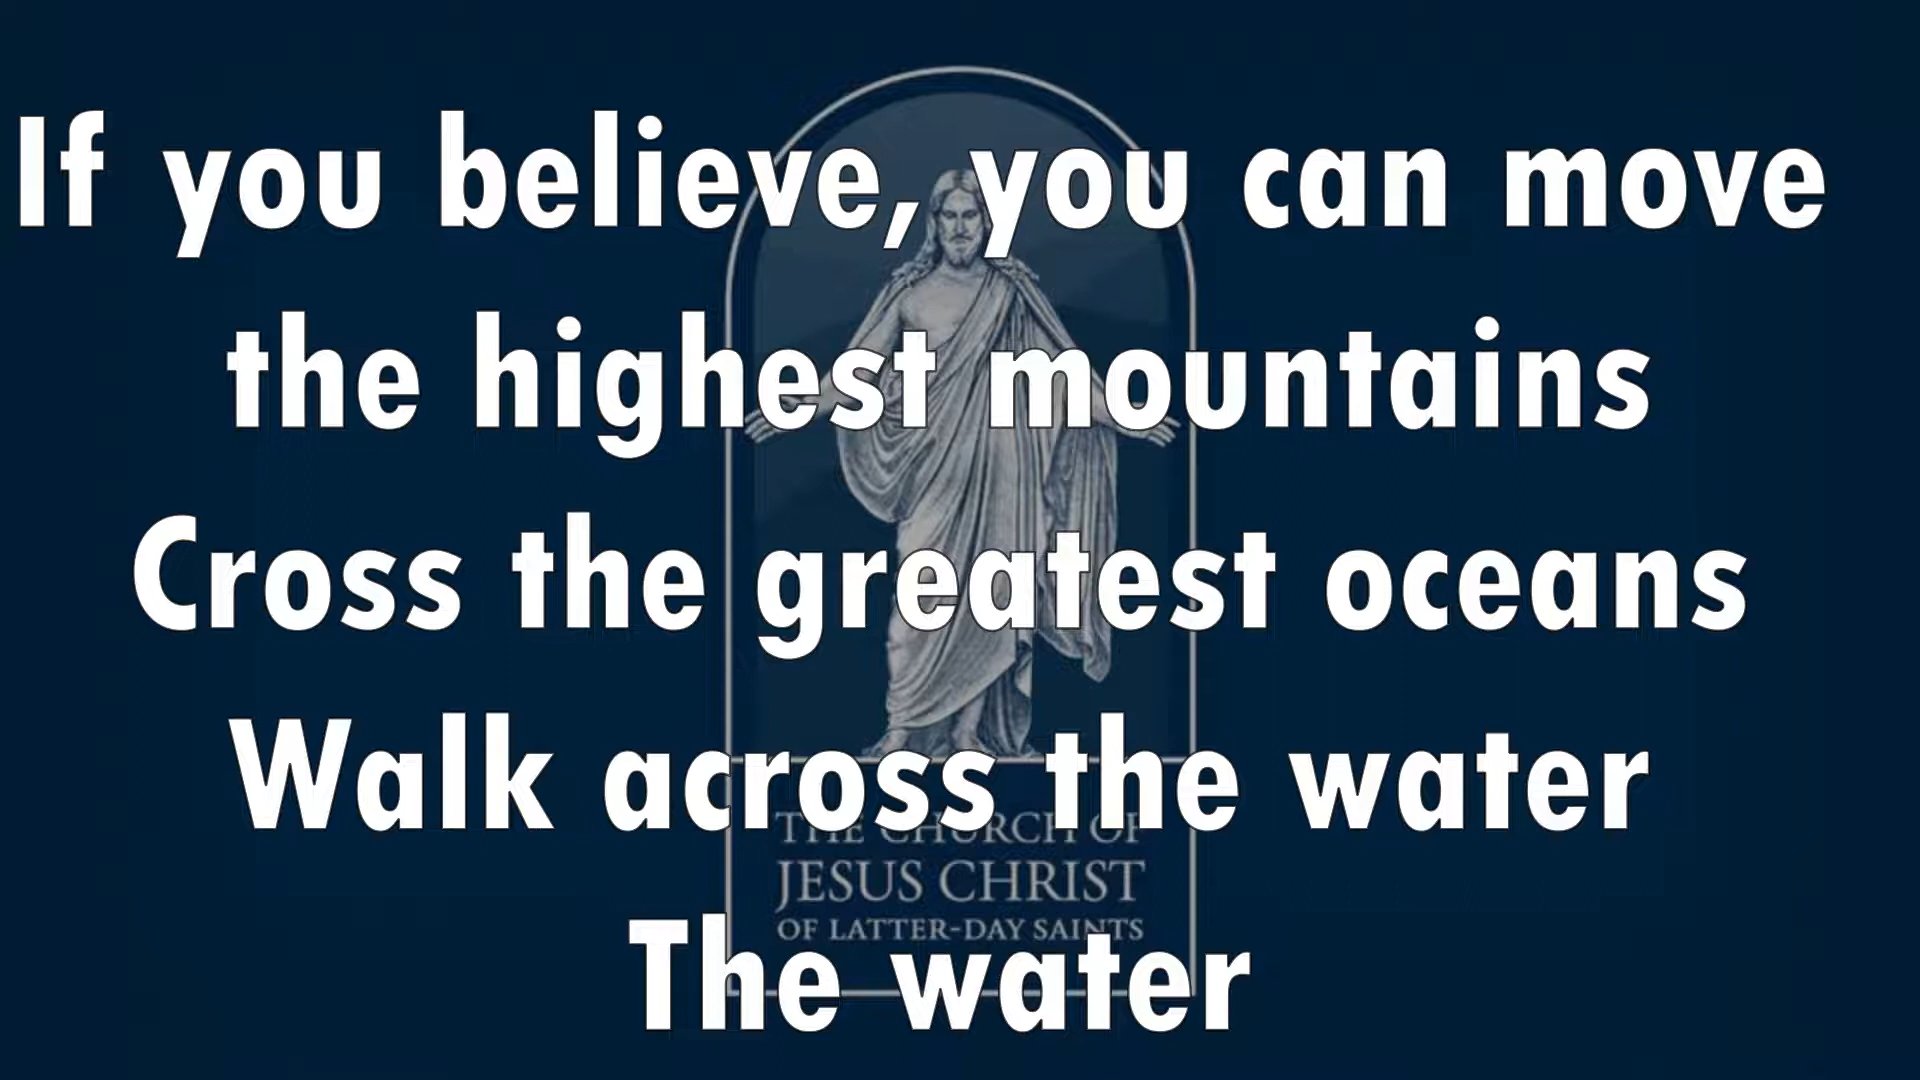 If you believe, you can move
the highest mountains
Cross the greatest oceans
Walk across the water
THE CHURCH OF
JESUS CHRIST
OF LATTER-DAY SAINTS
The water